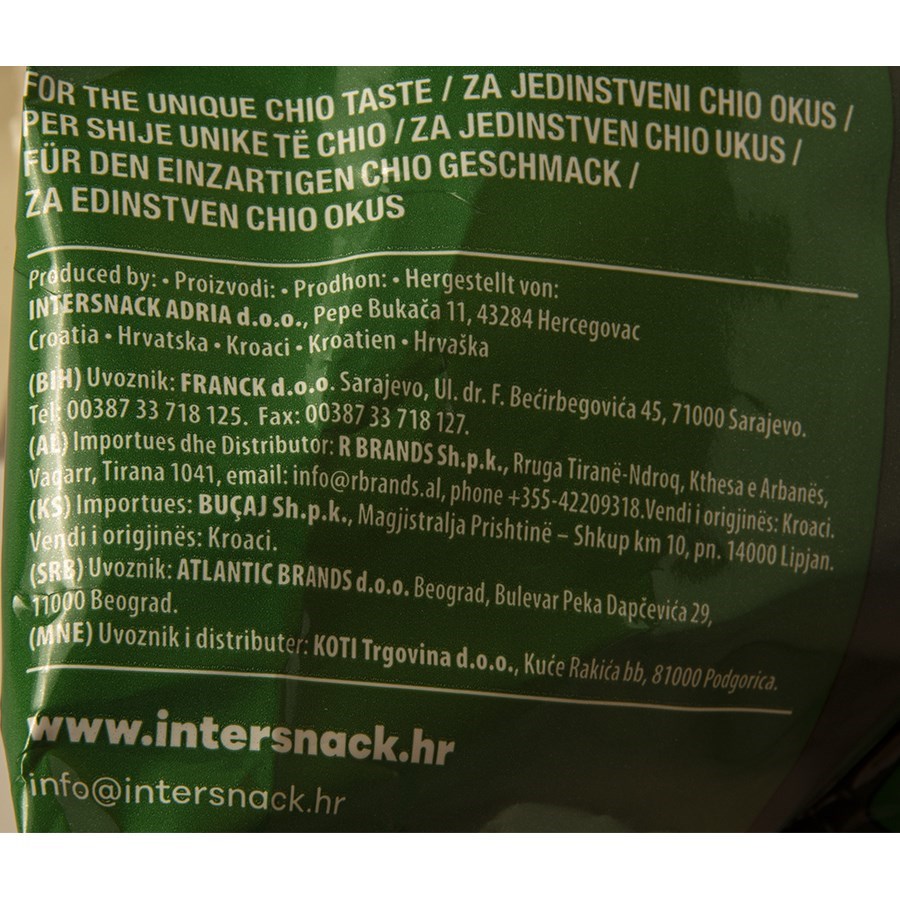 FOR THE UNIQUE CHIO TASTE / ZA JEDINSTVENI CHIO OKUS /
PER SHIJE UNIKE TË CHIO / ZA JEDINSTVEN CHIO UKUS /
FÜR DEN EINZARTIGEN CHIO GESCHMACK /
ZA EDINSTVEN CHIO OKUS
Produced by: • Proizvodi: • Prodhon: • Hergestellt von:
INTERSNACK ADRIA d.o.o., Pepe Bukača 11, 43284 Hercegovac
Croatia • Hrvatska • Kroaci • Kroatien • Hrvaška
(BIH) Uvoznik: FRANCK d.o.o. Sarajevo, Ul. dr. F. Bećirbegovića 45, 71000 Sarajevo.
Tel: 00387 33 718 125. Fax: 00387 33 718 127.
(AL) Importues dhe Distributor: R BRANDS Sh.p.k., Rruga Tiranë-Ndroq, Kthesa e Arbanës,
Vaqarr, Tirana 1041, email: info@rbrands.al, phone +355-42209318.Vendi i origjinës: Kroaci.
(KS) Importues: BUÇAJ Sh.p.k., Magjistralja Prishtinë – Shkup km 10, pn. 14000 Lipjan.
Vendi i origjinës: Kroaci.
(SRB) Uvoznik: ATLANTIC BRANDS d.o.o. Beograd, Bulevar Peka Dapčevića 29,
11000 Beograd.
(MNE) Uvoznik i distributer: KOTI Trgovina d.o.o., Kuće Rakića bb, 81000 Podgorica.
www.intersnack.hr
info@intersnack.hr